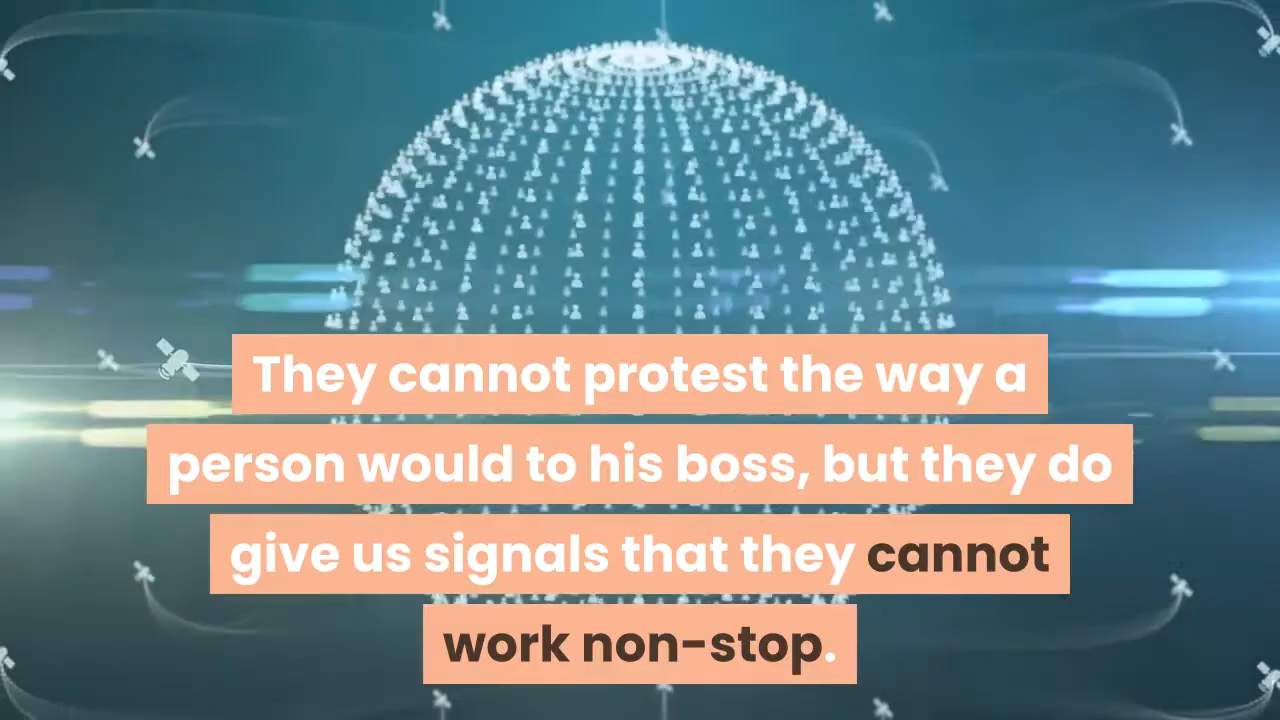 They cannot protest the way a
person would to his boss, but they do
give us signals that they cannot
work non-stop.